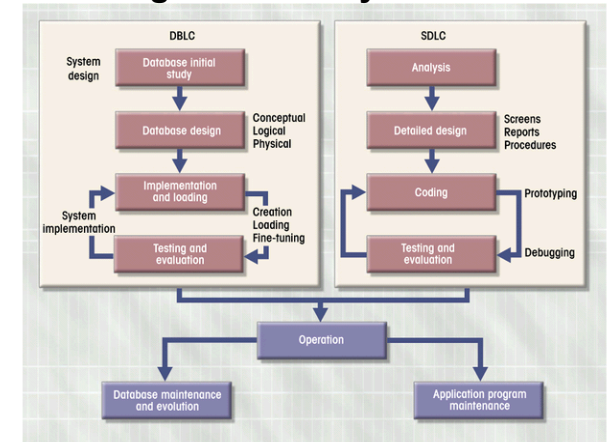 DBLC
System
design
Database initial
study
Database design
Conceptual
Logical
Physical
Implementation
and loading
System
implementation
Creation
Loading
Fine-tuning
Testing and
evaluation
SDLC
Analysis
Detailed design
Screens
Reports
Procedures
Coding
Prototyping
Testing and
evaluation
Debugging
Operation
Database maintenance
and evolution
Application program
maintenance